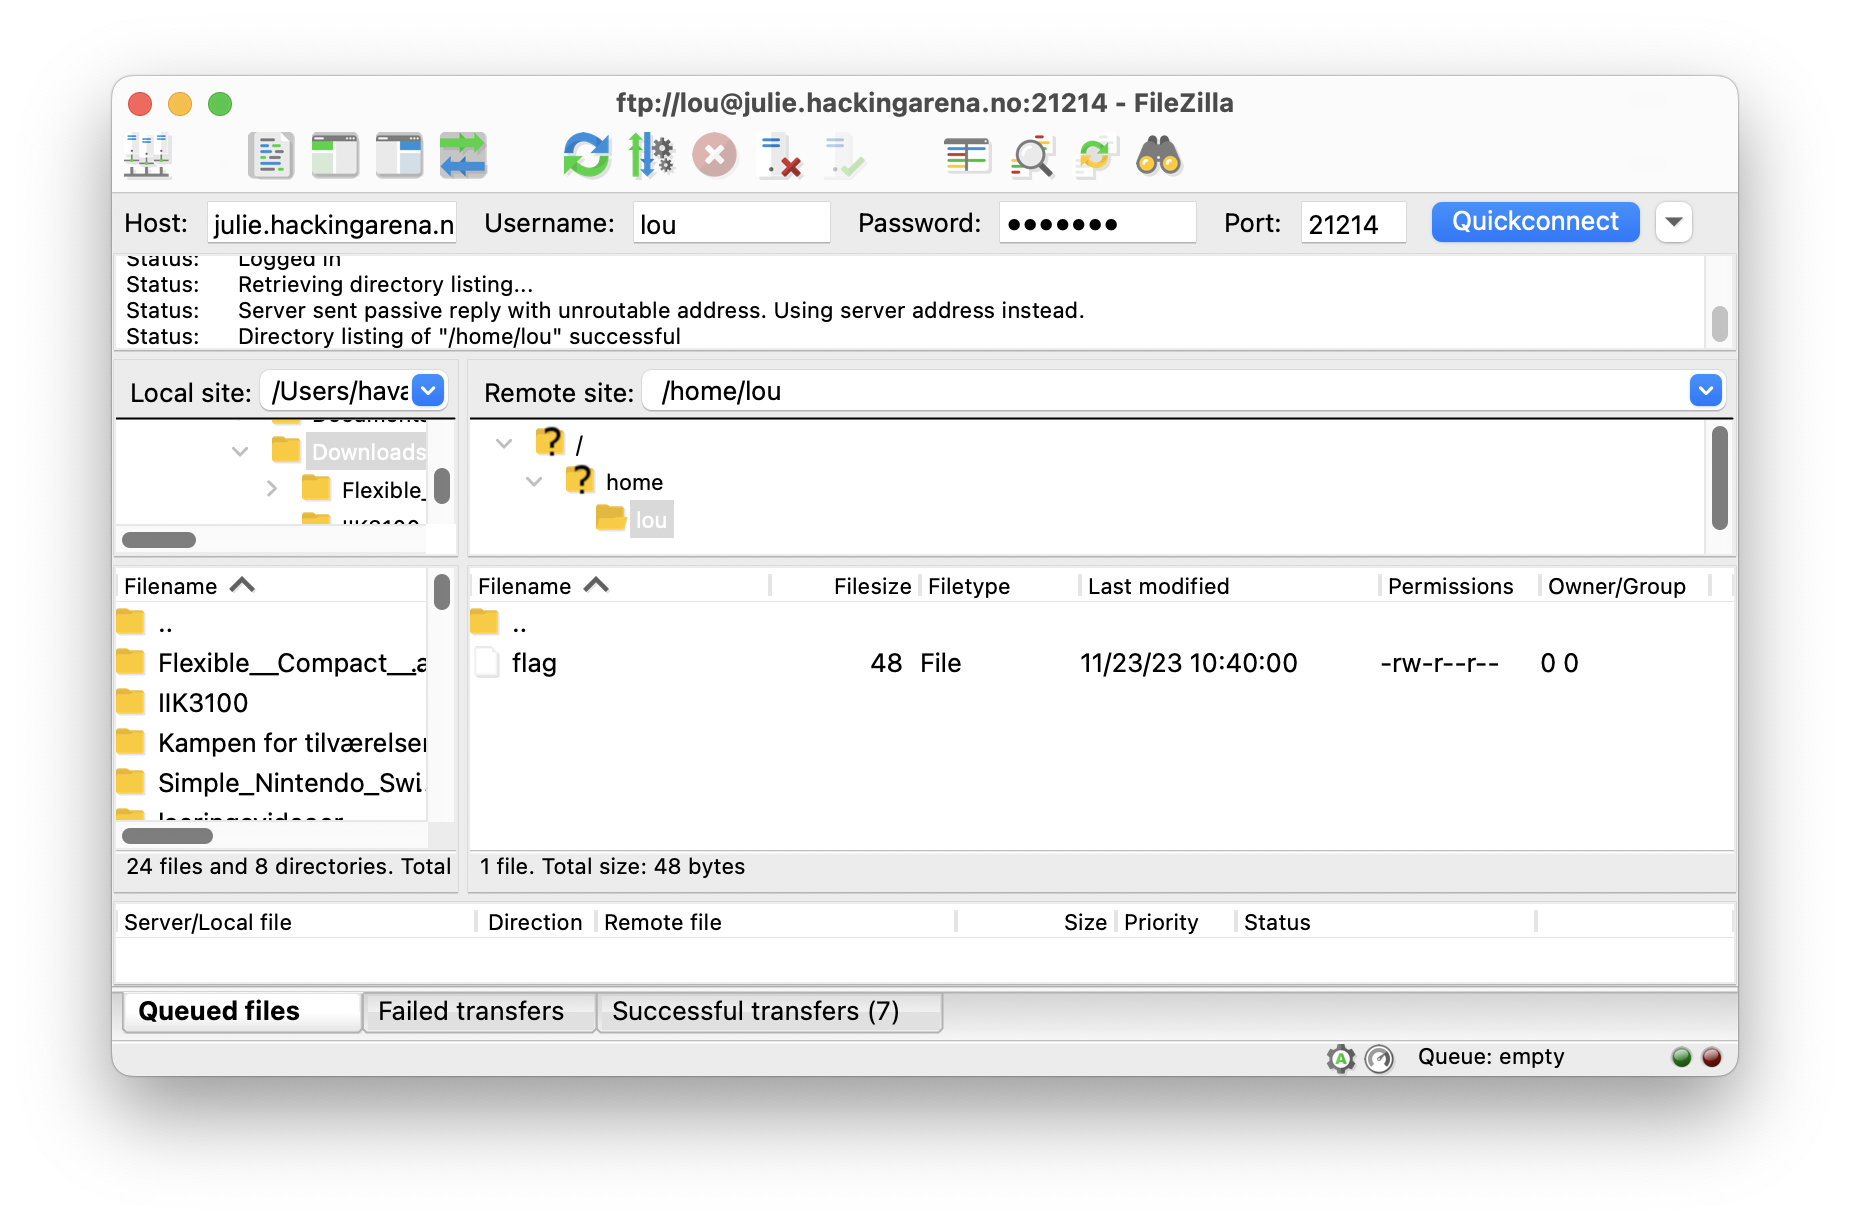 ftp://lou@julie.hackingarena.no:21214 - FileZilla
Host: julie.hackingarena.n Username: lou Password: ••••••• Port: 21214 Quickconnect
Status: Logged in
Status: Retrieving directory listing...
Status: Server sent passive reply with unroutable address. Using server address instead.
Status: Directory listing of "/home/lou" successful
Local site: /Users/hava
Remote site: /home/lou
Documents
Downloads
Flexible_
IIK3100
? /
? home
lou
Filename
..
Flexible__Compact__.a
IIK3100
Kampen for tilværelsen
Simple_Nintendo_Swi..
24 files and 8 directories. Total
Filename Filesize Filetype Last modified Permissions Owner/Group
..
flag 48 File 11/23/23 10:40:00 -rw-r--r-- 0 0
1 file. Total size: 48 bytes
Server/Local file Direction Remote file Size Priority Status
Queued files Failed transfers Successful transfers (7)
A Queue: empty